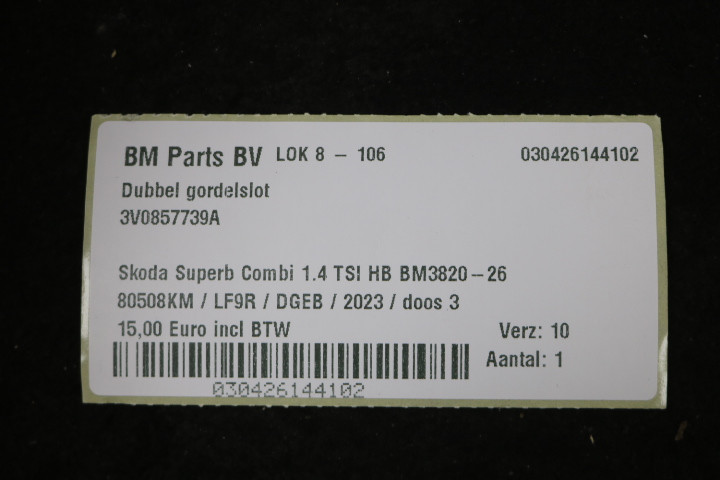 BM Parts BV LOK 8 - 106 030426144102
Dubbel gordelslot
3V0857739A
Skoda Superb Combi 1.4 TSI HB BM3820-26
80508KM / LF9R / DGEB / 2023 / doos 3
15,00 Euro incl BTW Verz: 10
Aantal: 1
030426144102